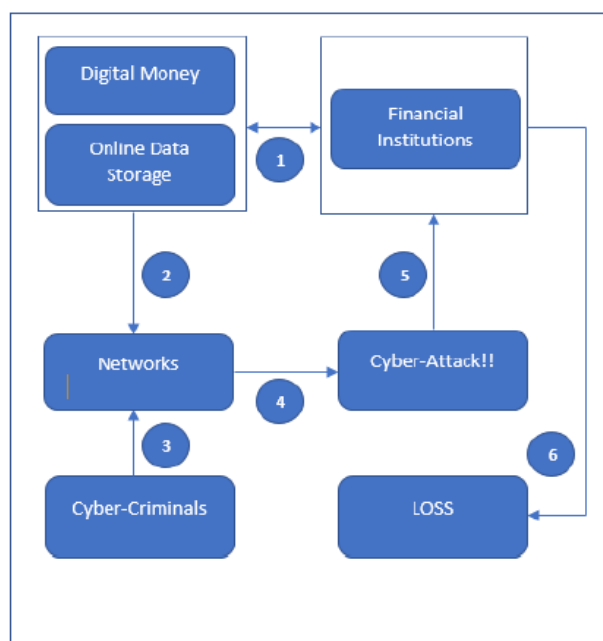 Digital Money
Financial
Institutions
Online Data
Storage
1
2
5
Networks
Cyber-Attack!!
4
3
6
Cyber-Criminals
LOSS